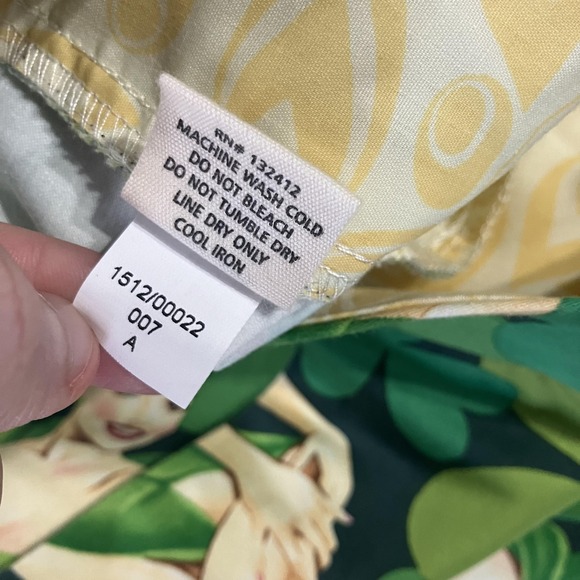 RN# 132412
MACHINE WASH COLD
DO NOT BLEACH
DO NOT TUMBLE DRY
LINE DRY ONLY
COOL IRON
1512/00022
007
A